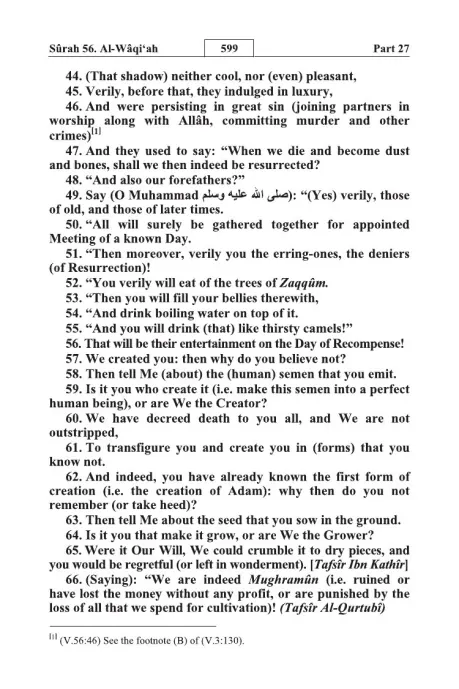 Sûrah 56. Al-Wâqi‘ah 599 Part 27
44. (That shadow) neither cool, nor (even) pleasant,
45. Verily, before that, they indulged in luxury,
46. And were persisting in great sin (joining partners in
worship along with Allâh, committing murder and other
crimes)[1]
47. And they used to say: “When we die and become dust
and bones, shall we then indeed be resurrected?
48. “And also our forefathers?”
49. Say (O Muhammad صلى الله عليه وسلم): “(Yes) verily, those
of old, and those of later times.
50. “All will surely be gathered together for appointed
Meeting of a known Day.
51. “Then moreover, verily you the erring-ones, the deniers
(of Resurrection)!
52. “You verily will eat of the trees of Zaqqûm.
53. “Then you will fill your bellies therewith,
54. “And drink boiling water on top of it.
55. “And you will drink (that) like thirsty camels!”
56. That will be their entertainment on the Day of Recompense!
57. We created you: then why do you believe not?
58. Then tell Me (about) the (human) semen that you emit.
59. Is it you who create it (i.e. make this semen into a perfect
human being), or are We the Creator?
60. We have decreed death to you all, and We are not
outstripped,
61. To transfigure you and create you in (forms) that you
know not.
62. And indeed, you have already known the first form of
creation (i.e. the creation of Adam): why then do you not
remember (or take heed)?
63. Then tell Me about the seed that you sow in the ground.
64. Is it you that make it grow, or are We the Grower?
65. Were it Our Will, We could crumble it to dry pieces, and
you would be regretful (or left in wonderment). [Tafsîr Ibn Kathîr]
66. (Saying): “We are indeed Mughramûn (i.e. ruined or
have lost the money without any profit, or are punished by the
loss of all that we spend for cultivation)! (Tafsîr Al-Qurtubî)
[1] (V.56:46) See the footnote (B) of (V.3:130).